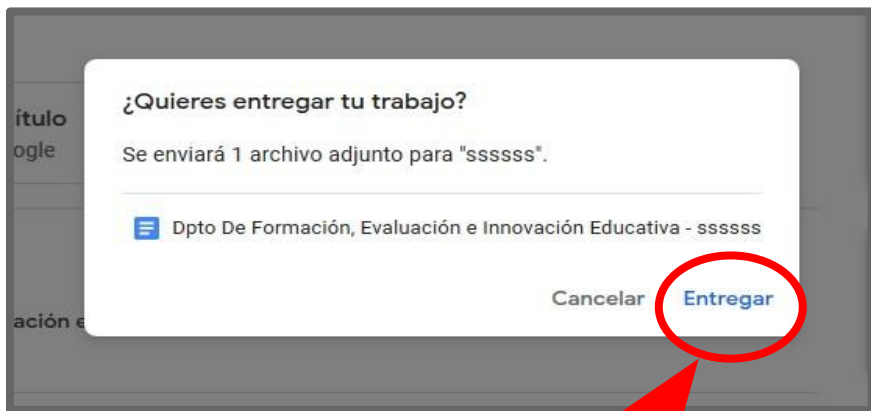 ¿Quieres entregar tu trabajo?
ítulo
ogle
Se enviará 1 archivo adjunto para "ssssss".
Dpto De Formación, Evaluación e Innovación Educativa - ssssss
Cancelar Entregar
ación e